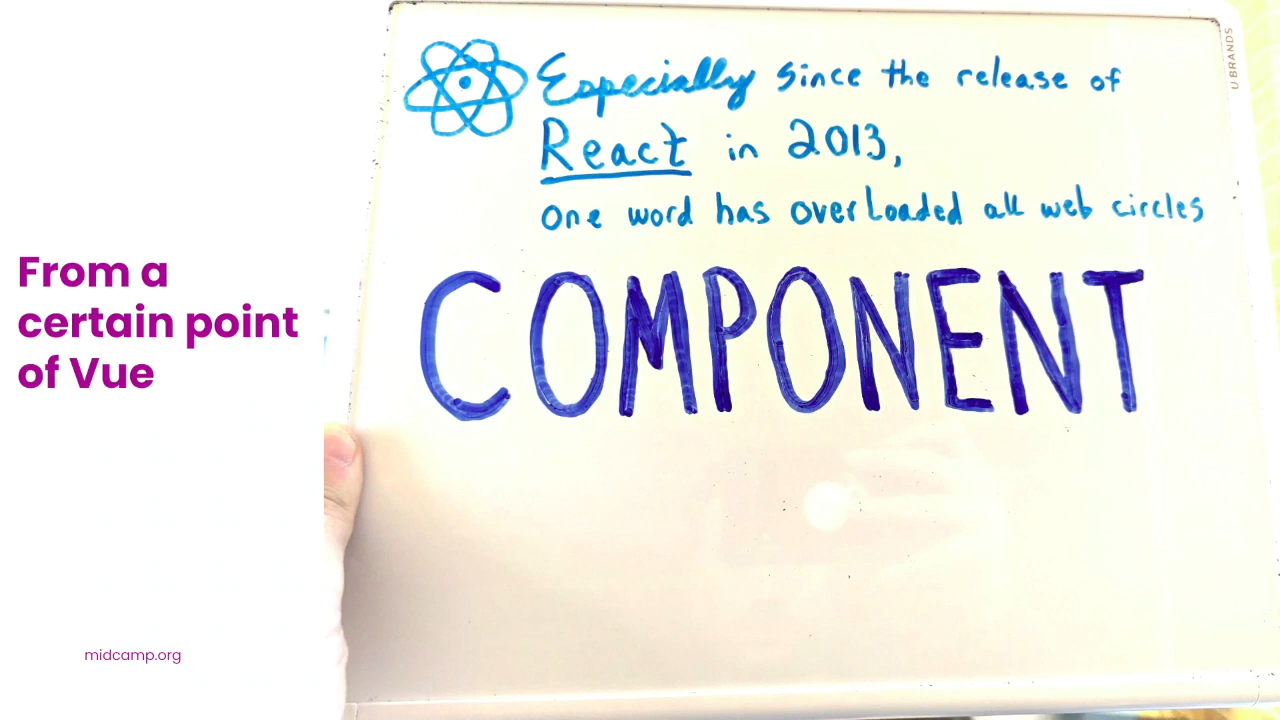 From a
certain point
of Vue
midcamp.org
Especially since the release of
React in 2013,
one word has overloaded all web circles
COMPONENT
U BRANDS